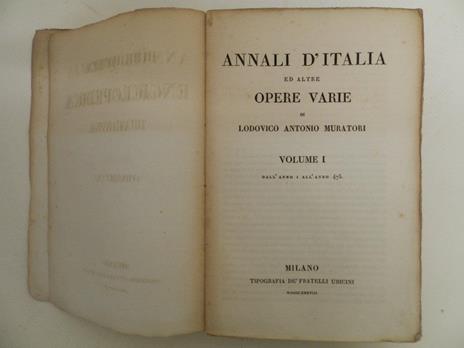 ANNALI D'ITALIA
ED ALTRE
OPERE VARIE
DI
LODOVICO ANTONIO MURATORI
VOLUME I
DALL'ANNO 1 ALL'ANNO 475
MILANO
TIPOGRAFIA DE' FRATELLI UBICINI